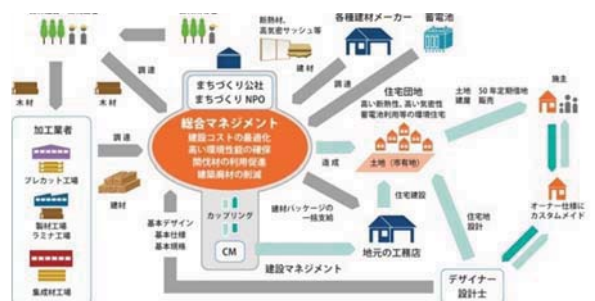 断熱材、
高気密サッシュ等
各種建材メーカー
蓄電池
調達
建材
調達
木材
木材
まちづくり公社
まちづくりNPO
総合マネジメント
建設コストの最適化
高い環境性能の確保
間伐材の利用促進
建築廃材の削減
住宅団地
高い断熱性、高い気密性
蓄電池利用等の環境住宅
土地 50年定期借地
建屋 販売
施主
加工業者
プレカット工場
製材工場
ラミナ工場
集成材工場
調達
建材
造成
土地(市有地)
基本デザイン
基本仕様
基本規格
カップリング
CM
建材パッケージの
一括支給
住宅建設
地元の工務店
住宅地
設計
オーナー仕様に
カスタムメイド
建設マネジメント
デザイナー
設計士